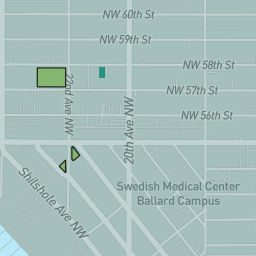 NW 60th St
NW 59th St
NW 58th St
NW 57th St
22nd Ave NW
20th Ave NW
NW 56th St
Shilshole Ave NW
Swedish Medical Center
Ballard Campus